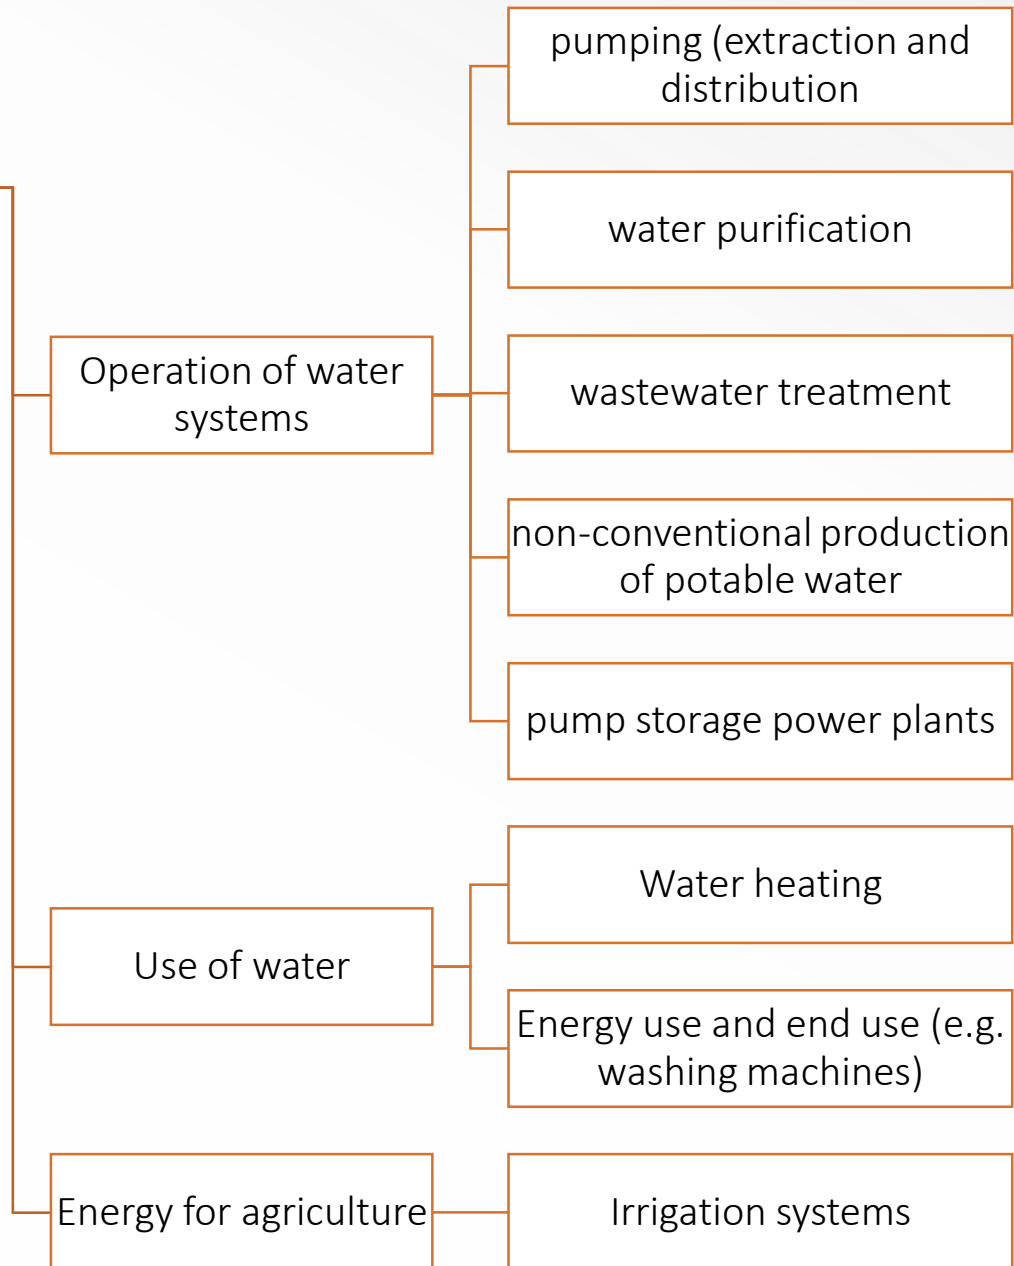 pumping (extraction and
distribution
water purification
Operation of water
systems
wastewater treatment
non-conventional production
of potable water
pump storage power plants
Water heating
Use of water
Energy use and end use (e.g.
washing machines)
Energy for agriculture
Irrigation systems